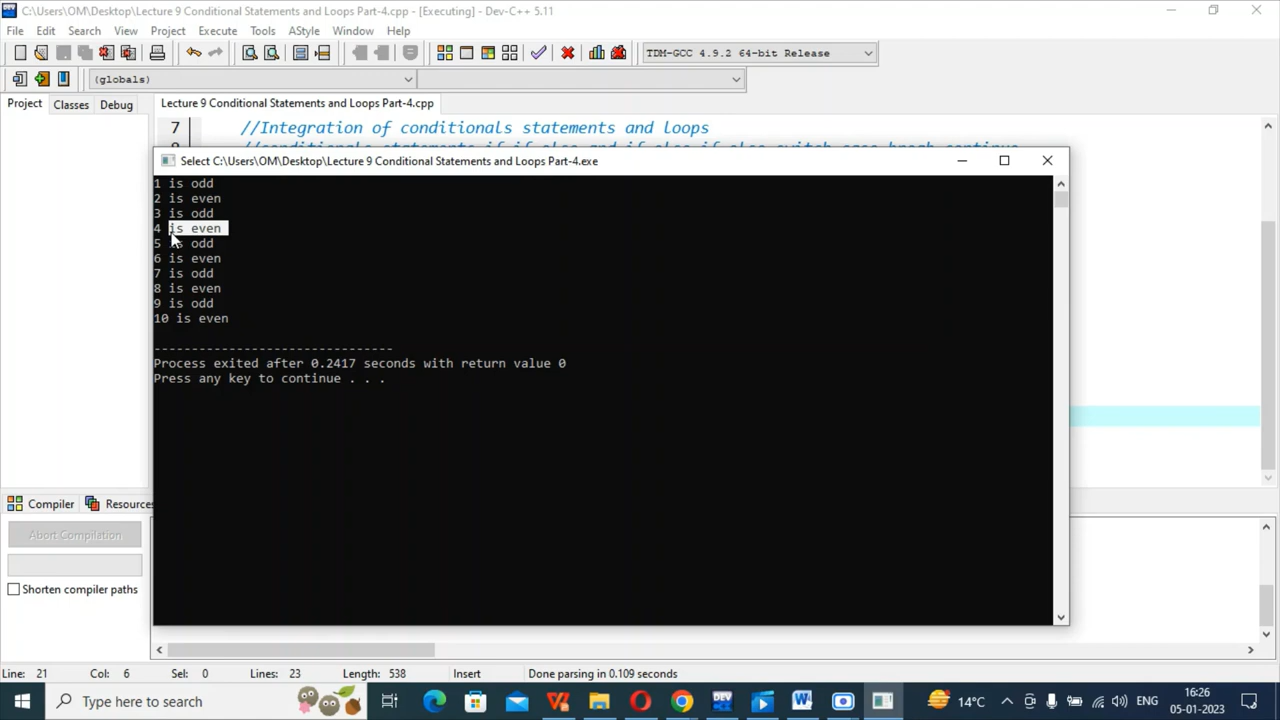 C:\Users\OM\Desktop\Lecture 9 Conditional Statements and Loops Part-4.cpp - [Executing] - Dev-C++ 5.11
File Edit Search View Project Execute Tools AStyle Window Help
TDM-GCC 4.9.2 64-bit Release
(globals)
Project Classes Debug
Lecture 9 Conditional Statements and Loops Part-4.cpp
7 //Integration of conditionals statements and loops
Select C:\Users\OM\Desktop\Lecture 9 Conditional Statements and Loops Part-4.exe
1 is odd
2 is even
3 is odd
4 is even
5 is odd
6 is even
7 is odd
8 is even
9 is odd
10 is even
--------------------------------
Process exited after 0.2417 seconds with return value 0
Press any key to continue . . .
Compiler Resources
Abort Compilation
Shorten compiler paths
Line: 21 Col: 6 Sel: 0 Lines: 23 Length: 538 Insert Done parsing in 0.109 seconds
Type here to search
DEV
14°C
ENG
16:26
05-01-2023